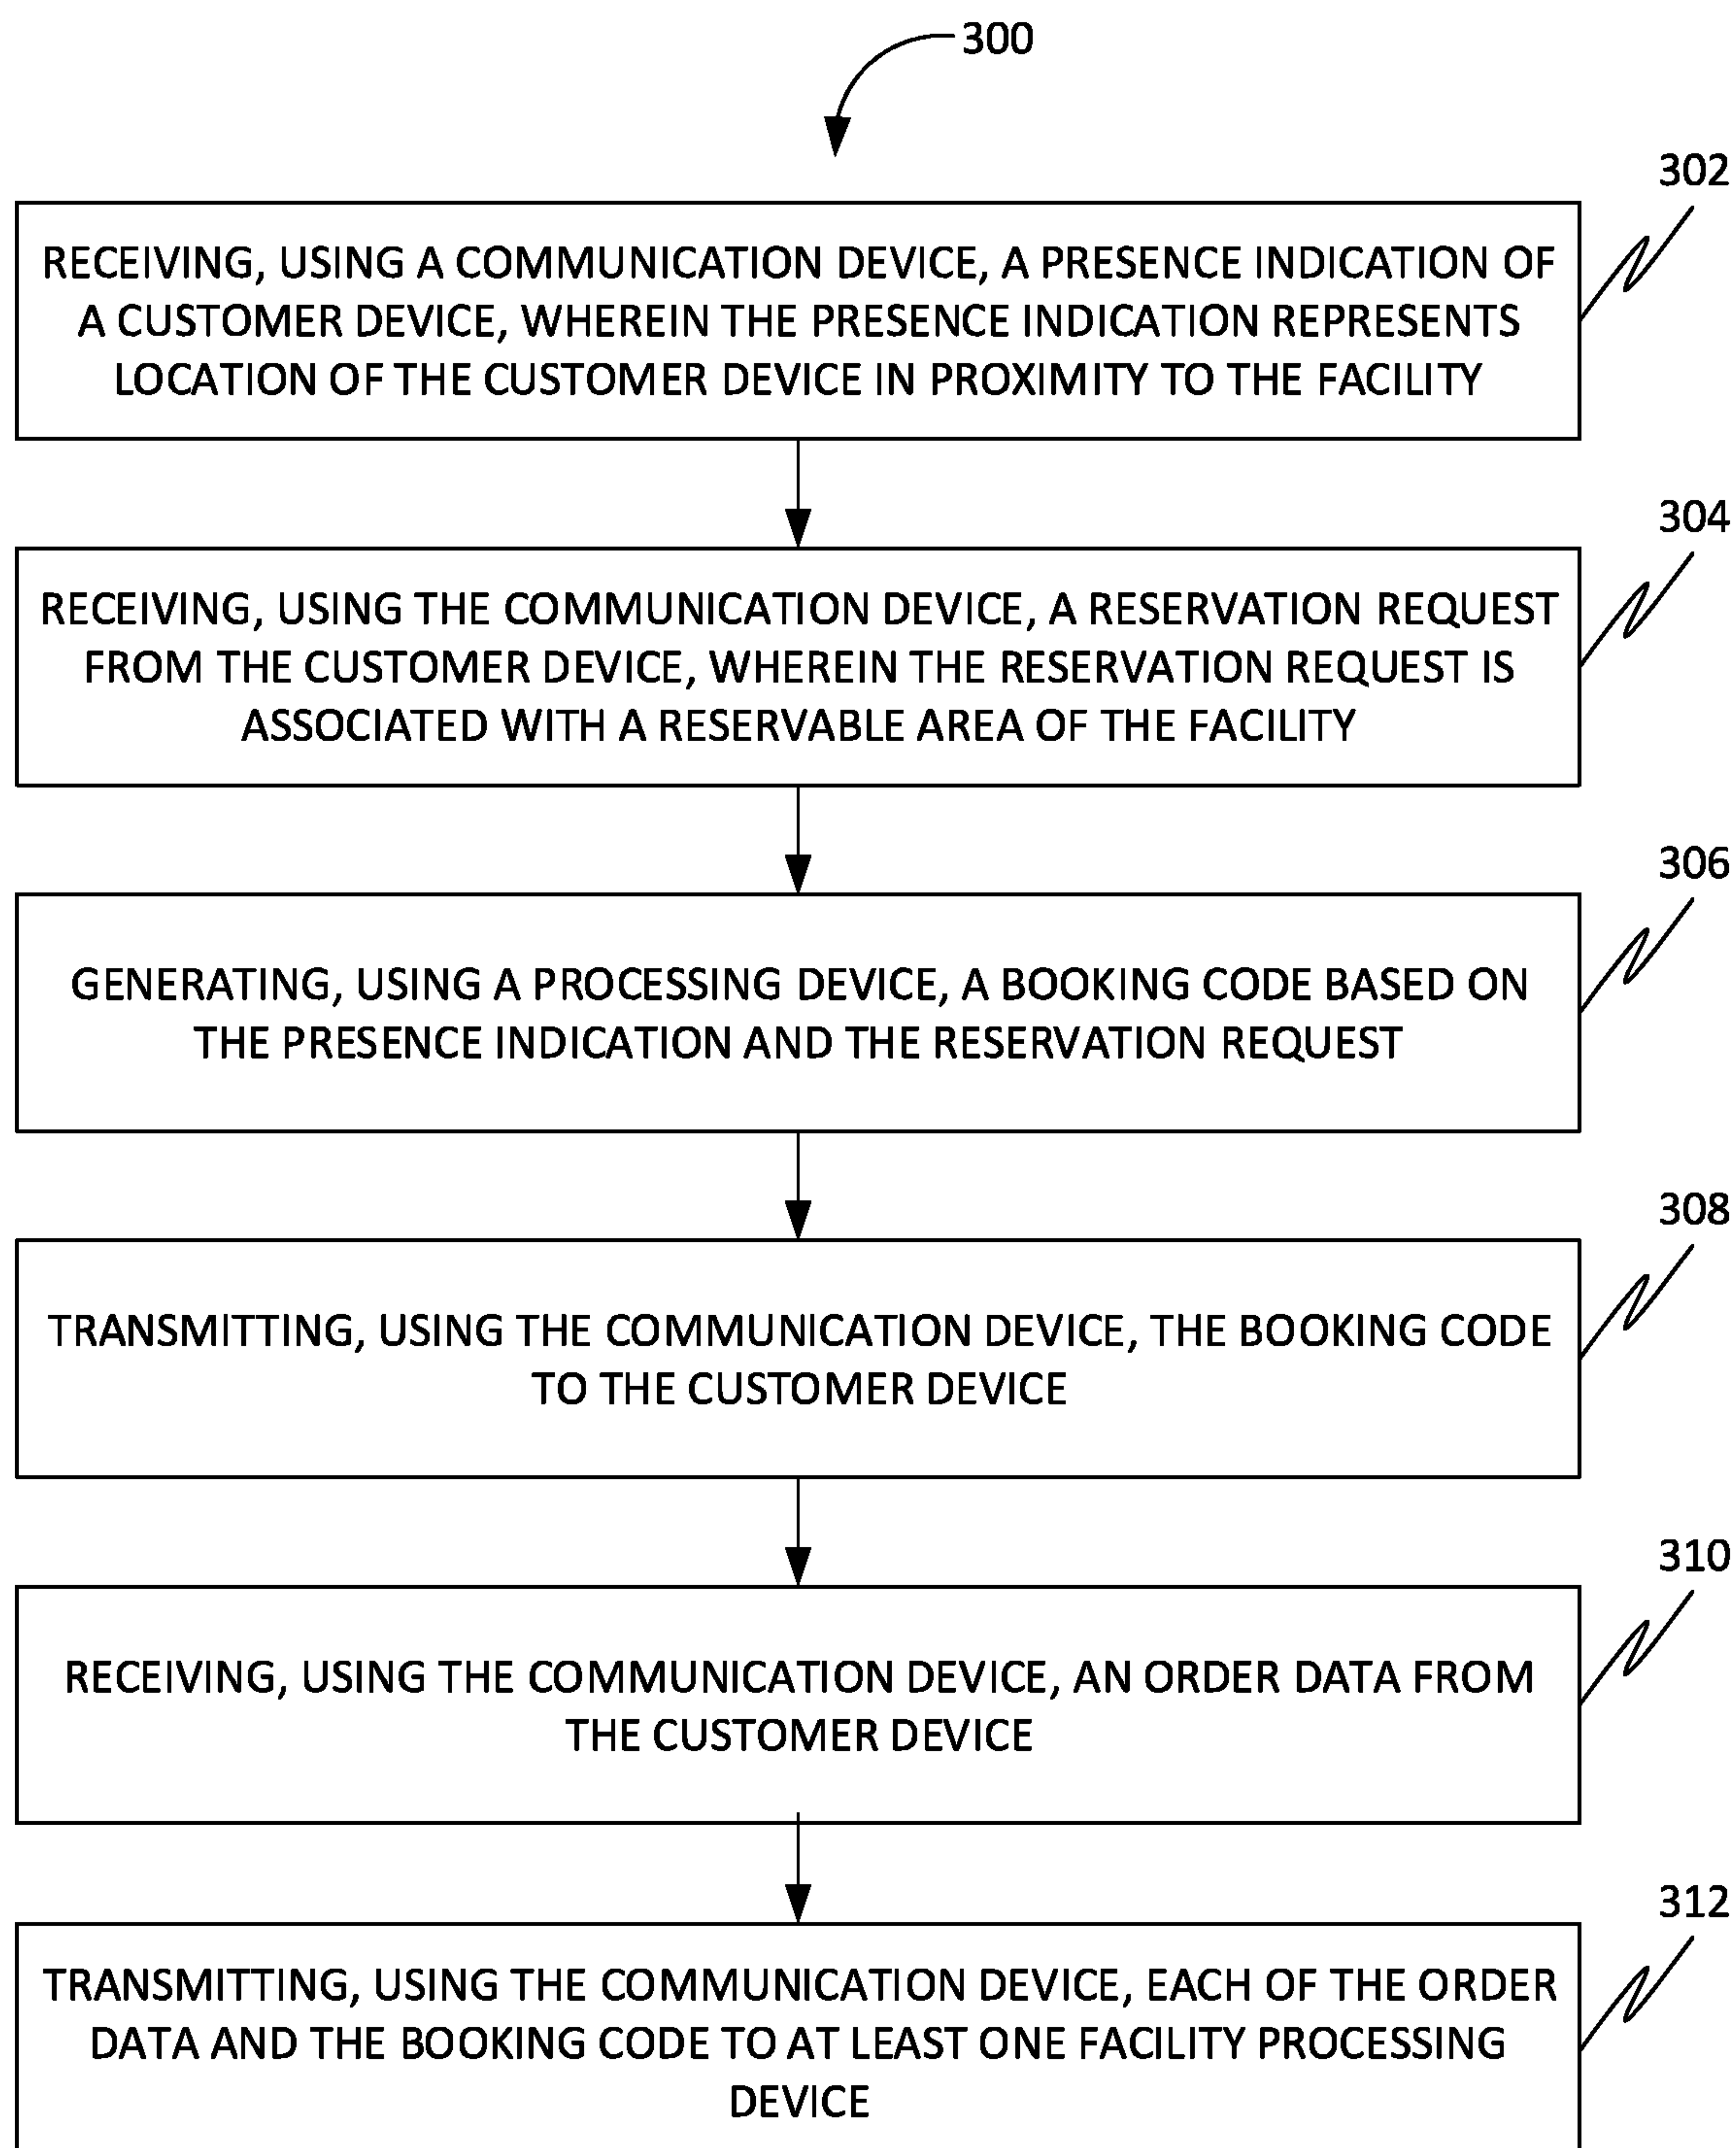 300
302
RECEIVING, USING A COMMUNICATION DEVICE, A PRESENCE INDICATION OF
A CUSTOMER DEVICE, WHEREIN THE PRESENCE INDICATION REPRESENTS
LOCATION OF THE CUSTOMER DEVICE IN PROXIMITY TO THE FACILITY
304
RECEIVING, USING THE COMMUNICATION DEVICE, A RESERVATION REQUEST
FROM THE CUSTOMER DEVICE, WHEREIN THE RESERVATION REQUEST IS
ASSOCIATED WITH A RESERVABLE AREA OF THE FACILITY
306
GENERATING, USING A PROCESSING DEVICE, A BOOKING CODE BASED ON
THE PRESENCE INDICATION AND THE RESERVATION REQUEST
308
TRANSMITTING, USING THE COMMUNICATION DEVICE, THE BOOKING CODE
TO THE CUSTOMER DEVICE
310
RECEIVING, USING THE COMMUNICATION DEVICE, AN ORDER DATA FROM
THE CUSTOMER DEVICE
312
TRANSMITTING, USING THE COMMUNICATION DEVICE, EACH OF THE ORDER
DATA AND THE BOOKING CODE TO AT LEAST ONE FACILITY PROCESSING
DEVICE